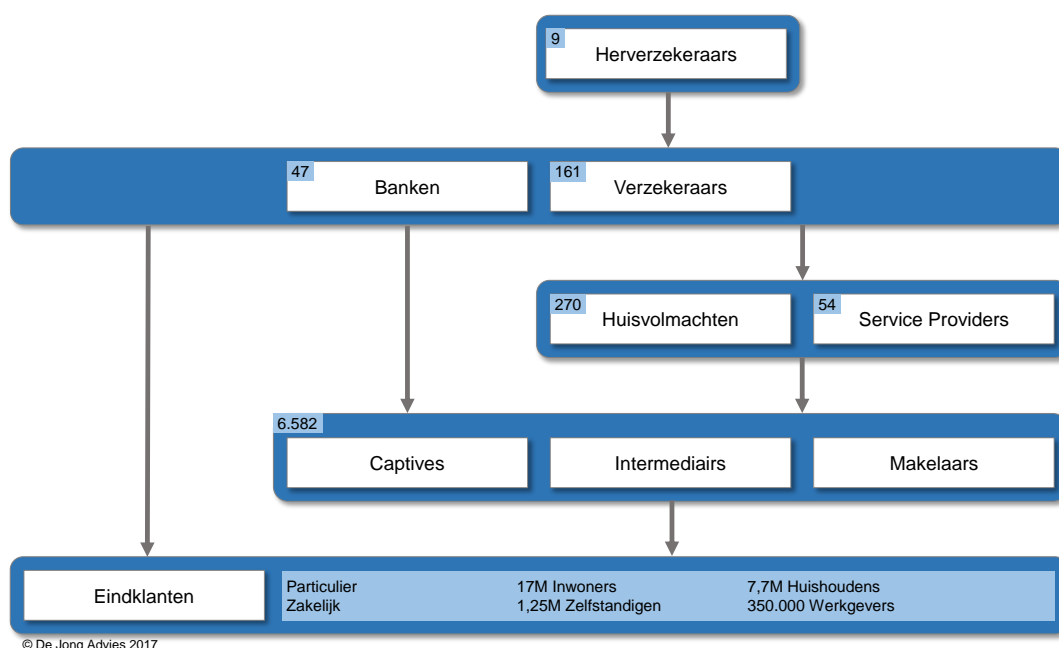 9
Herverzekeraars
47
Banken
161
Verzekeraars
270
Huisvolmachten
54
Service Providers
6.582
Captives
Intermediairs
Makelaars
Eindklanten
Particulier 17M Inwoners 7,7M Huishoudens
Zakelijk 1,25M Zelfstandigen 350.000 Werkgevers
© De Jong Advies 2017